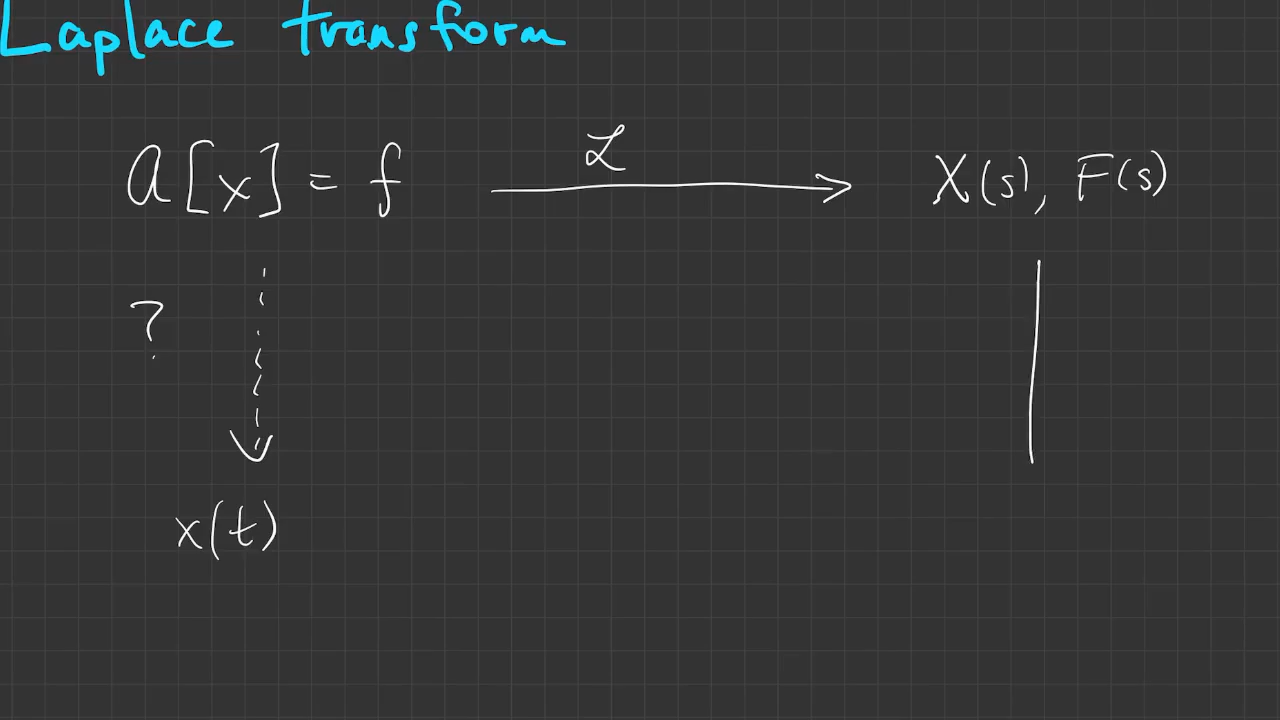 Laplace transform
a[x] = f
ℒ
X(s), F(s)
?
x(t)